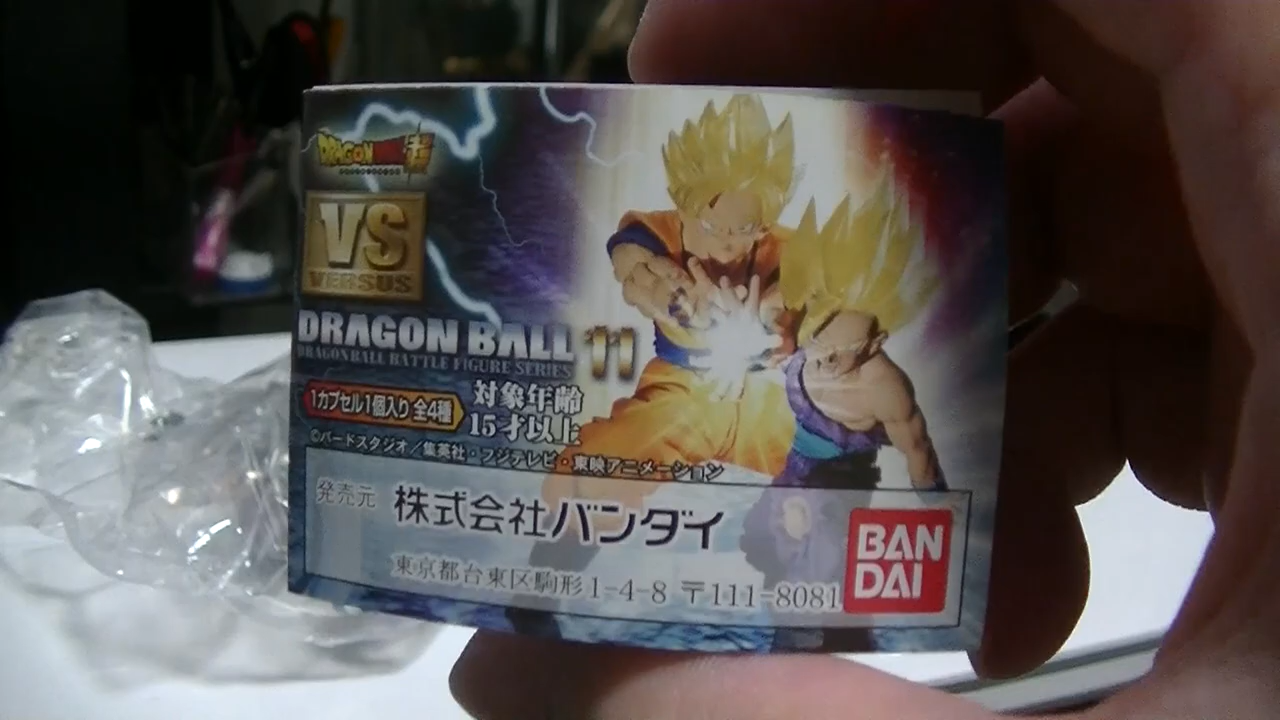 DRAGON BALL 超
VS
VERSUS
DRAGON BALL 11
DRAGON BALL BATTLE FIGURE SERIES
1カプセル1個入り 全4種
対象年齢
15才以上
©バードスタジオ／集英社・フジテレビ・東映アニメーション
発売元 株式会社バンダイ
東京都台東区駒形1-4-8 〒111-8081
BAN
DAI